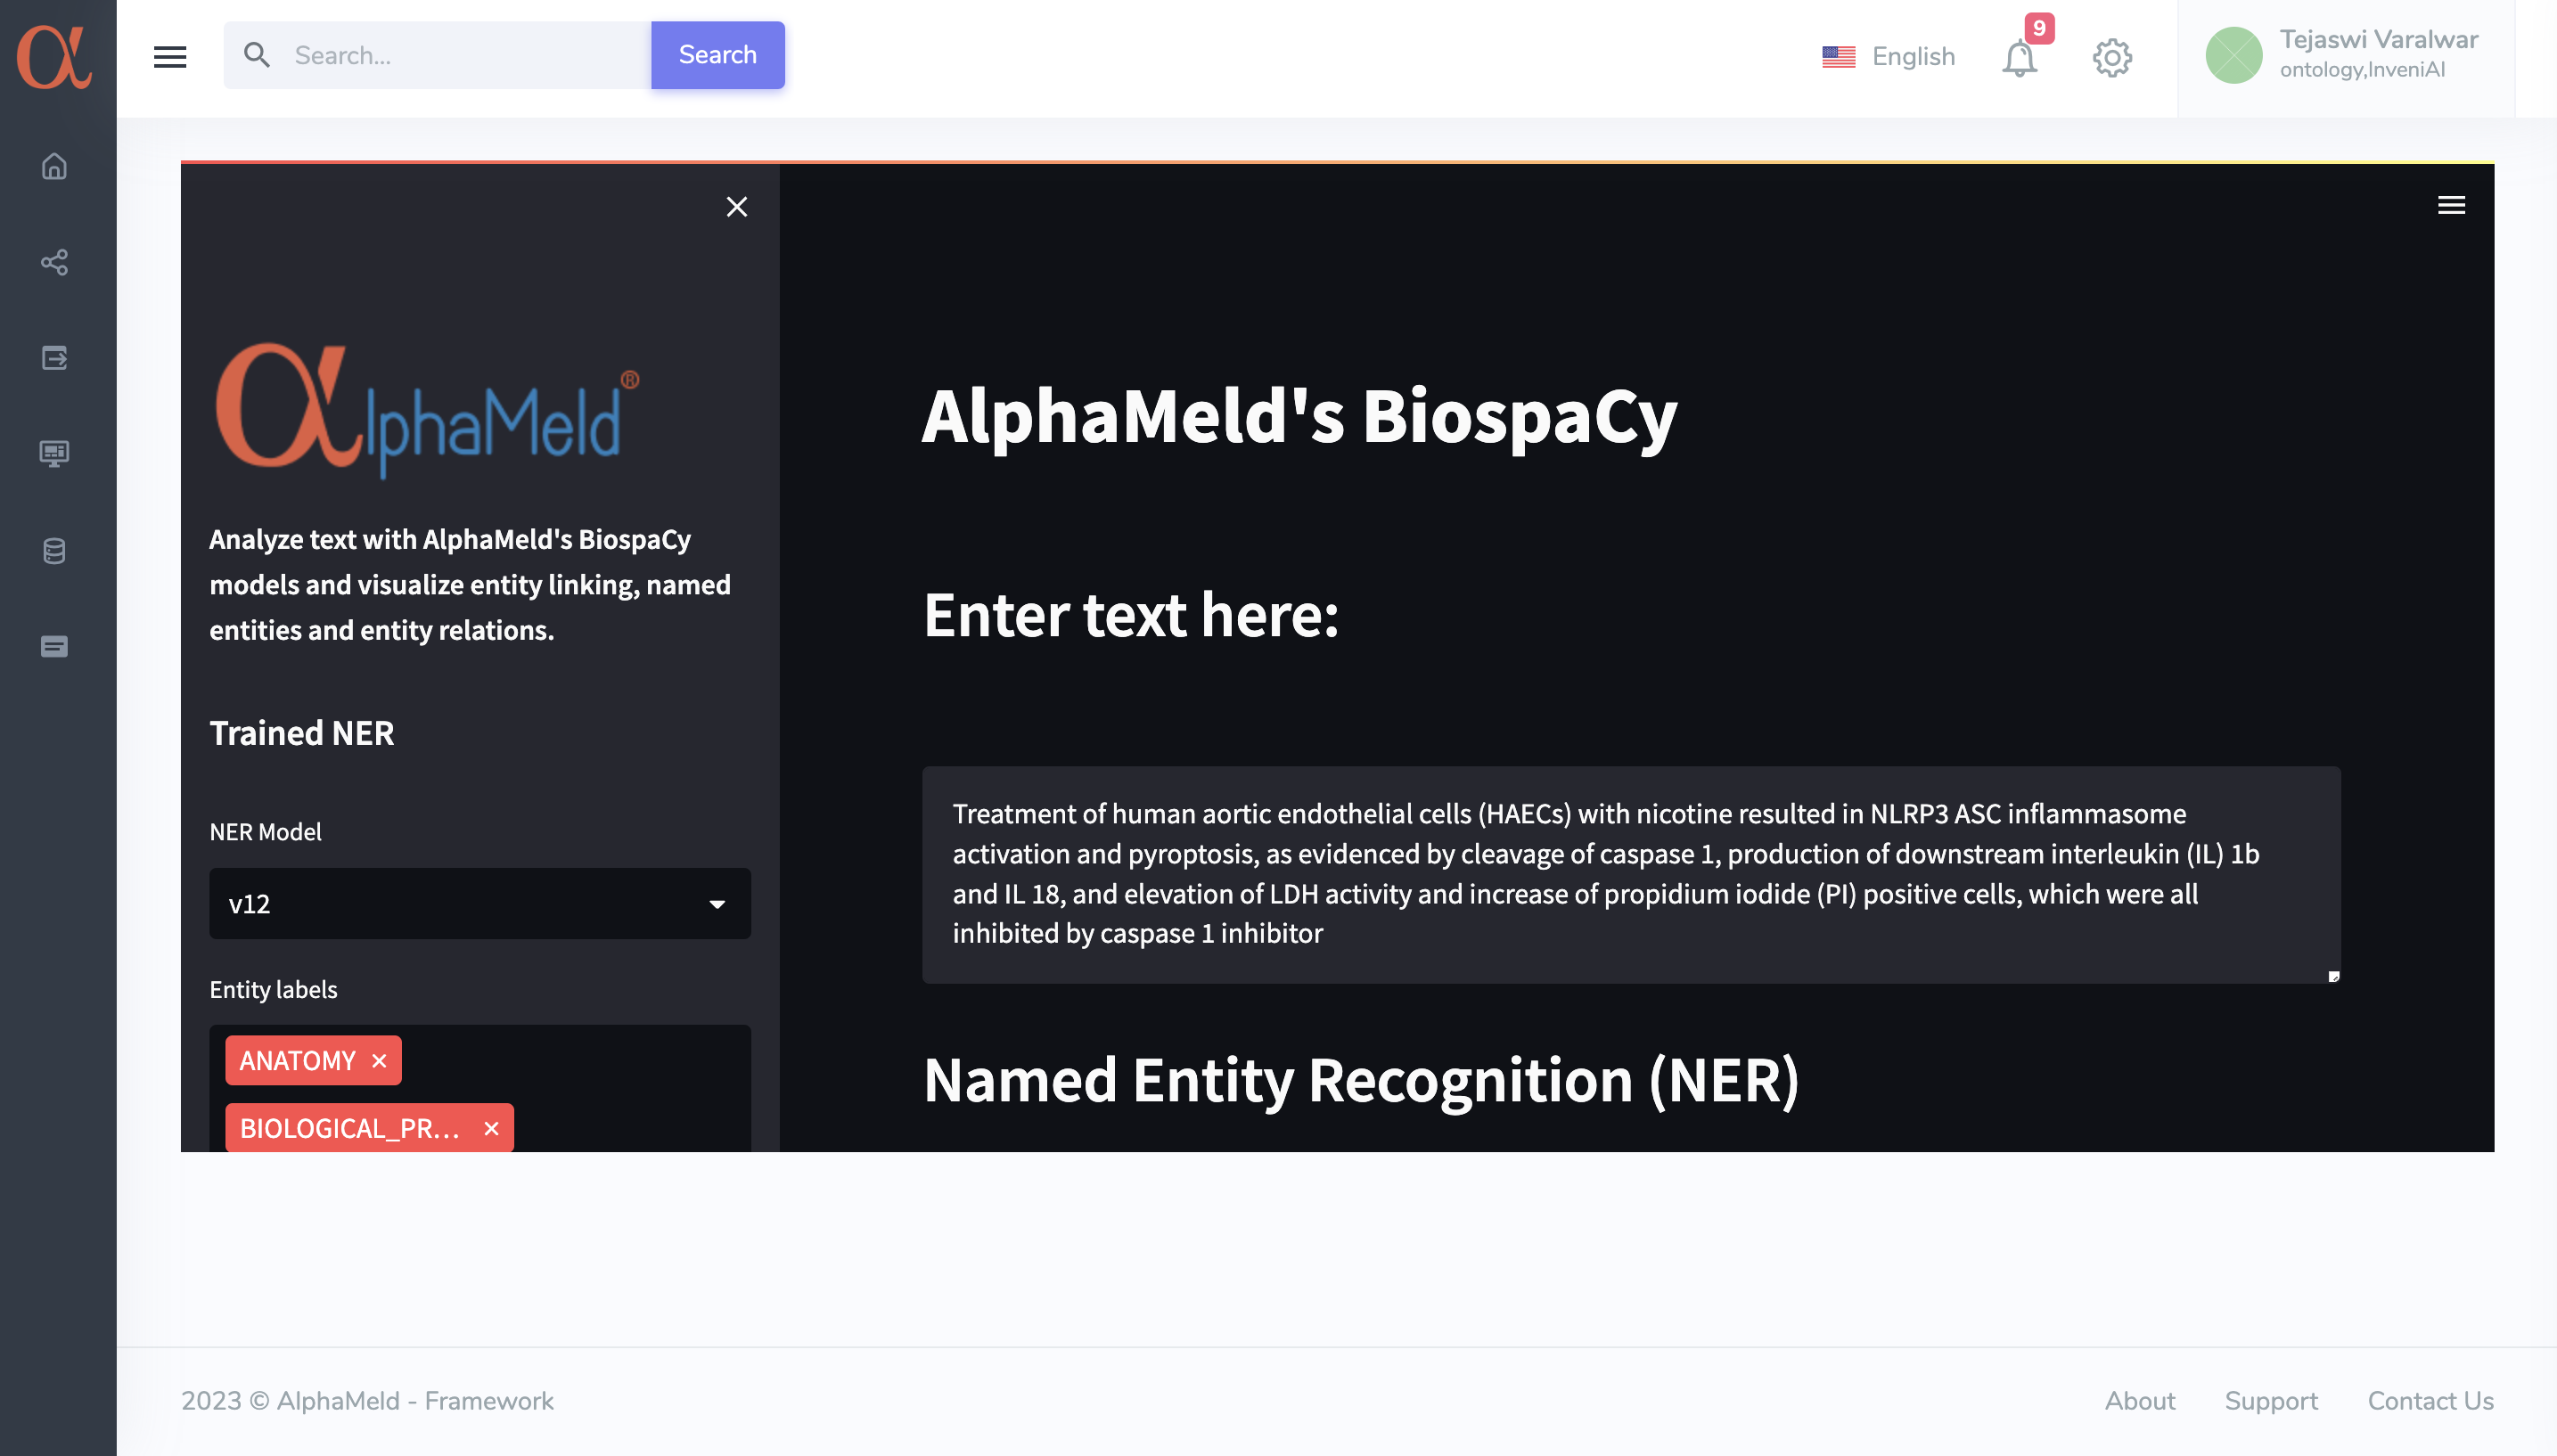 α
Search...
Search
English
9
Tejaswi Varalwar
ontology,InveniAI
αlphaMeld®
Analyze text with AlphaMeld's BiospaCy
models and visualize entity linking, named
entities and entity relations.
Trained NER
NER Model
v12
Entity labels
ANATOMY
BIOLOGICAL_PR...
AlphaMeld's BiospaCy
Enter text here:
Treatment of human aortic endothelial cells (HAECs) with nicotine resulted in NLRP3 ASC inflammasome
activation and pyroptosis, as evidenced by cleavage of caspase 1, production of downstream interleukin (IL) 1b
and IL 18, and elevation of LDH activity and increase of propidium iodide (PI) positive cells, which were all
inhibited by caspase 1 inhibitor
Named Entity Recognition (NER)
2023 © AlphaMeld - Framework
About
Support
Contact Us